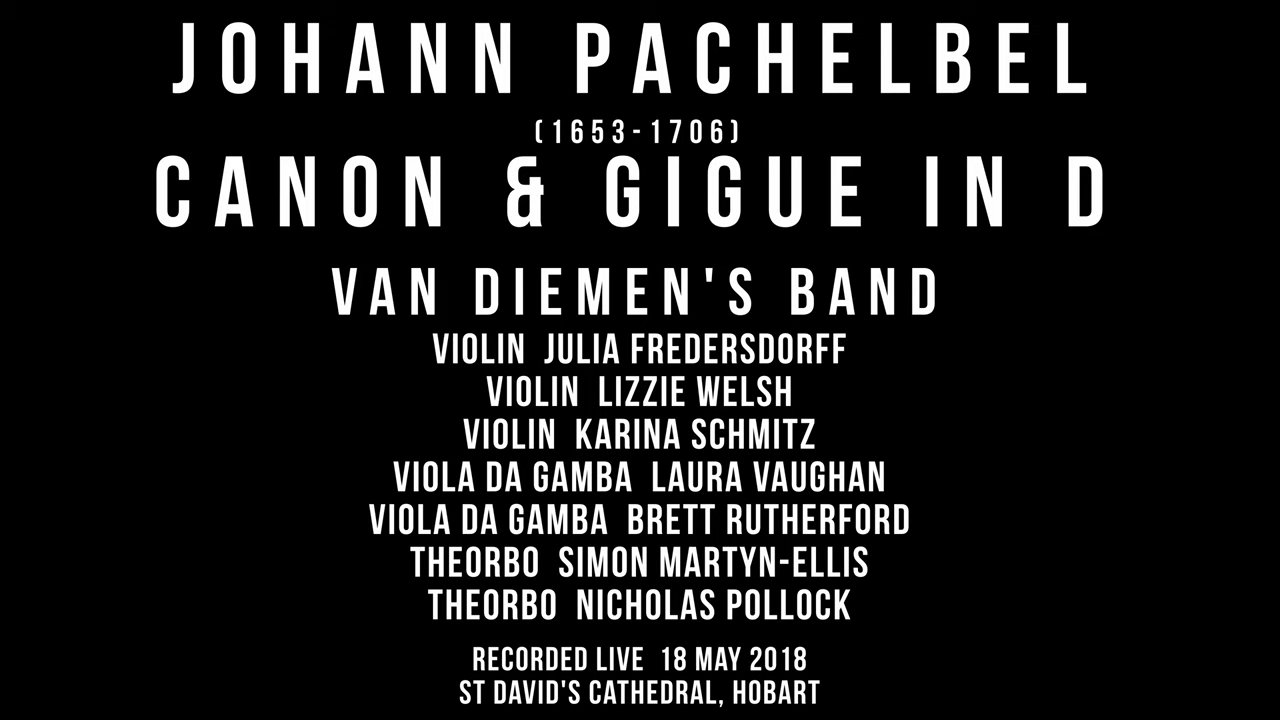 JOHANN PACHELBEL
(1653-1706)
CANON & GIGUE IN D
VAN DIEMEN'S BAND
VIOLIN JULIA FREDERSDORFF
VIOLIN LIZZIE WELSH
VIOLIN KARINA SCHMITZ
VIOLA DA GAMBA LAURA VAUGHAN
VIOLA DA GAMBA BRETT RUTHERFORD
THEORBO SIMON MARTYN-ELLIS
THEORBO NICHOLAS POLLOCK
RECORDED LIVE 18 MAY 2018
ST DAVID'S CATHEDRAL, HOBART